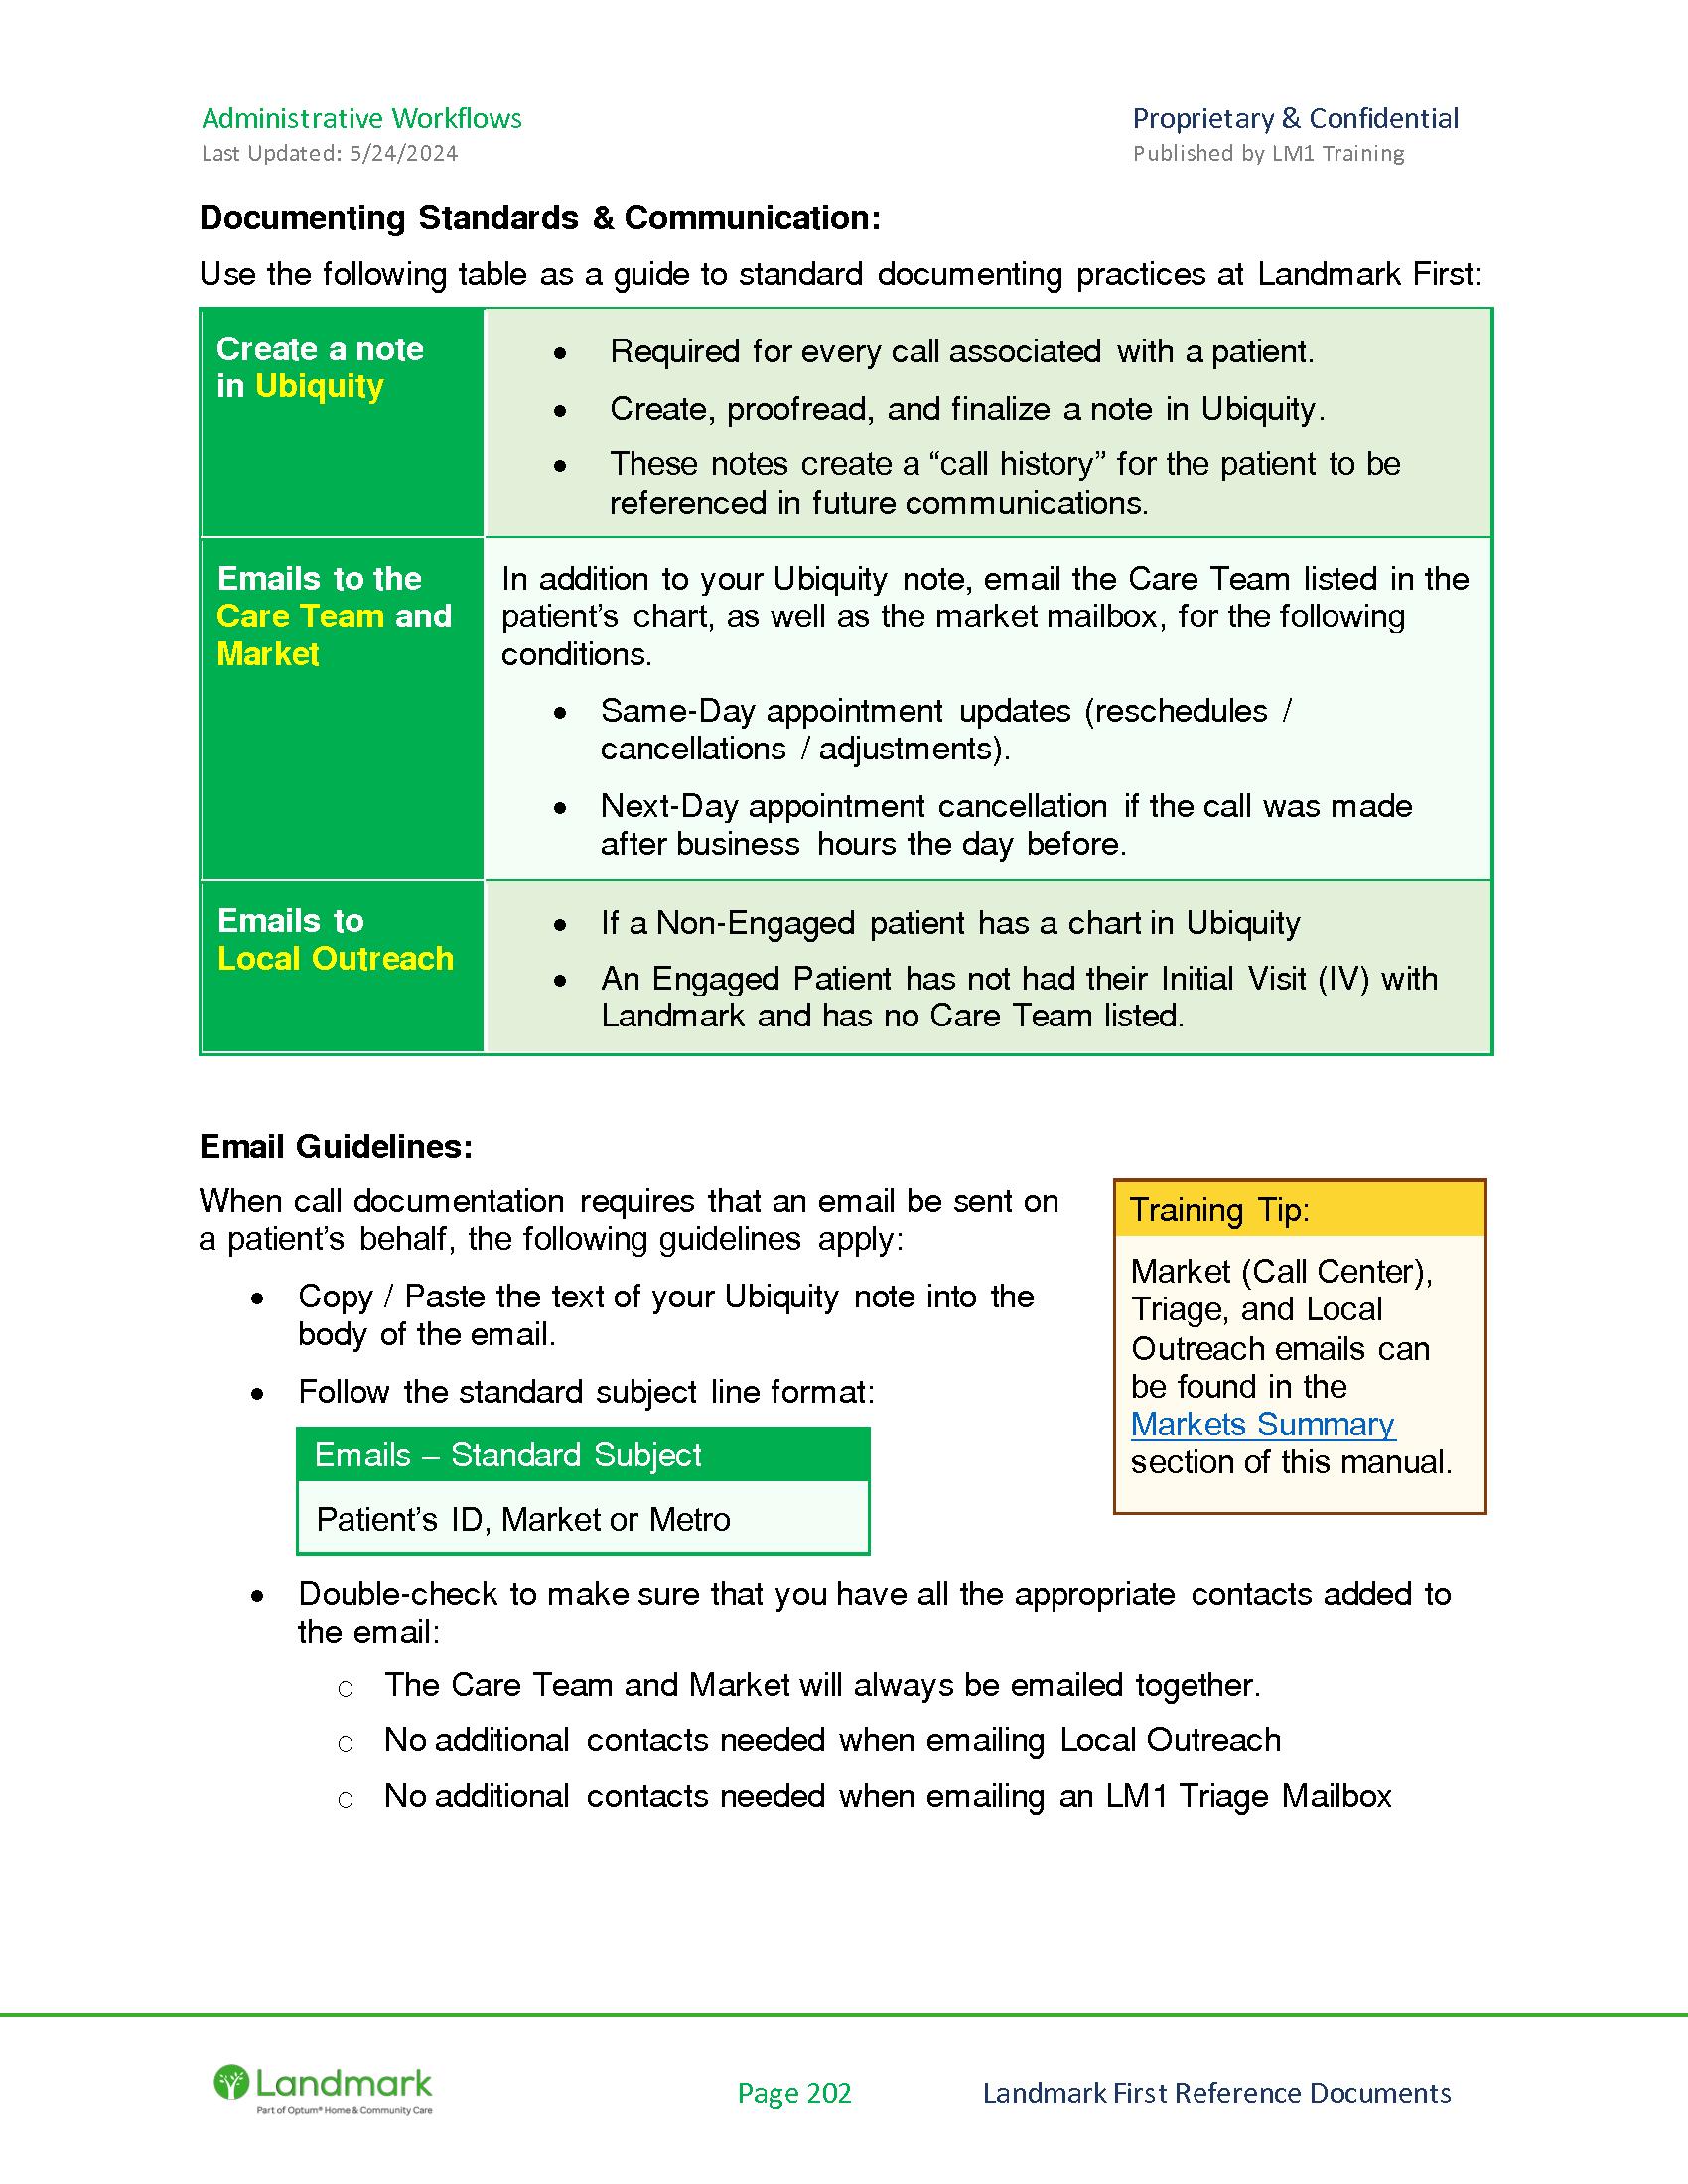 Administrative Workflows
Proprietary & Confidential
Last Updated: 5/24/2024
Published by LM1 Training
Documenting Standards & Communication:
Use the following table as a guide to standard documenting practices at Landmark First:
Create a note
in Ubiquity
• Required for every call associated with a patient.
• Create, proofread, and finalize a note in Ubiquity.
• These notes create a “call history” for the patient to be
referenced in future communications.
Emails to the
Care Team and
Market
In addition to your Ubiquity note, email the Care Team listed in the
patient’s chart, as well as the market mailbox, for the following
conditions.
• Same-Day appointment updates (reschedules /
cancellations / adjustments).
• Next-Day appointment cancellation if the call was made
after business hours the day before.
Emails to
Local Outreach
• If a Non-Engaged patient has a chart in Ubiquity
• An Engaged Patient has not had their Initial Visit (IV) with
Landmark and has no Care Team listed.
Email Guidelines:
When call documentation requires that an email be sent on
a patient’s behalf, the following guidelines apply:
• Copy / Paste the text of your Ubiquity note into the
body of the email.
• Follow the standard subject line format:
Emails – Standard Subject
Patient’s ID, Market or Metro
Training Tip:
Market (Call Center),
Triage, and Local
Outreach emails can
be found in the
Markets Summary
section of this manual.
• Double-check to make sure that you have all the appropriate contacts added to
the email:
o The Care Team and Market will always be emailed together.
o No additional contacts needed when emailing Local Outreach
o No additional contacts needed when emailing an LM1 Triage Mailbox
Landmark
Part of Optum® Home & Community Care
Page 202
Landmark First Reference Documents